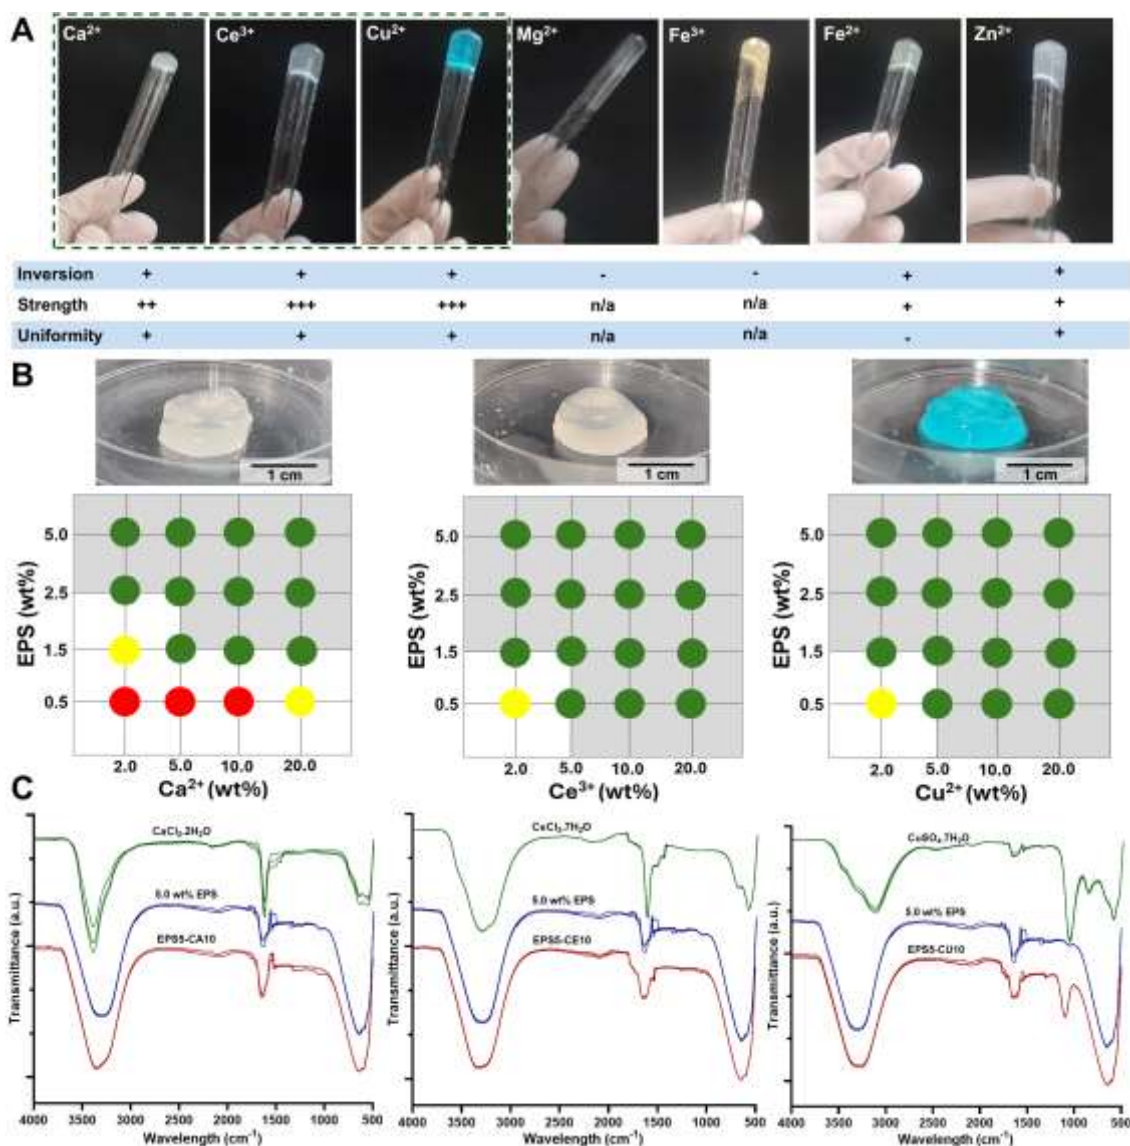 A
Ca²⁺ Ce³⁺ Cu²⁺ Mg²⁺ Fe³⁺ Fe²⁺ Zn²⁺
Inversion + + + - - + +
Strength ++ +++ +++ n/a n/a + +
Uniformity + + + n/a n/a - +
B
1 cm 1 cm 1 cm
EPS (wt%) EPS (wt%) EPS (wt%)
5.0 5.0 5.0
2.5 2.5 2.5
1.5 1.5 1.5
0.5 0.5 0.5
2.0 5.0 10.0 20.0 2.0 5.0 10.0 20.0 2.0 5.0 10.0 20.0
Ca²⁺ (wt%) Ce³⁺ (wt%) Cu²⁺ (wt%)
C
CaCl₂.2H₂O CeCl₃.7H₂O CuSO₄.7H₂O
5.0 wt% EPS 5.0 wt% EPS 5.0 wt% EPS
EPS5-CA10 EPS5-CE10 EPS5-CU10
Transmittance (a.u.) Transmittance (a.u.) Transmittance (a.u.)
4000 3500 3000 2500 2000 1500 1000 500 4000 3500 3000 2500 2000 1500 1000 500 4000 3500 3000 2500 2000 1500 1000 500
Wavelength (cm⁻¹) Wavelength (cm⁻¹) Wavelength (cm⁻¹)